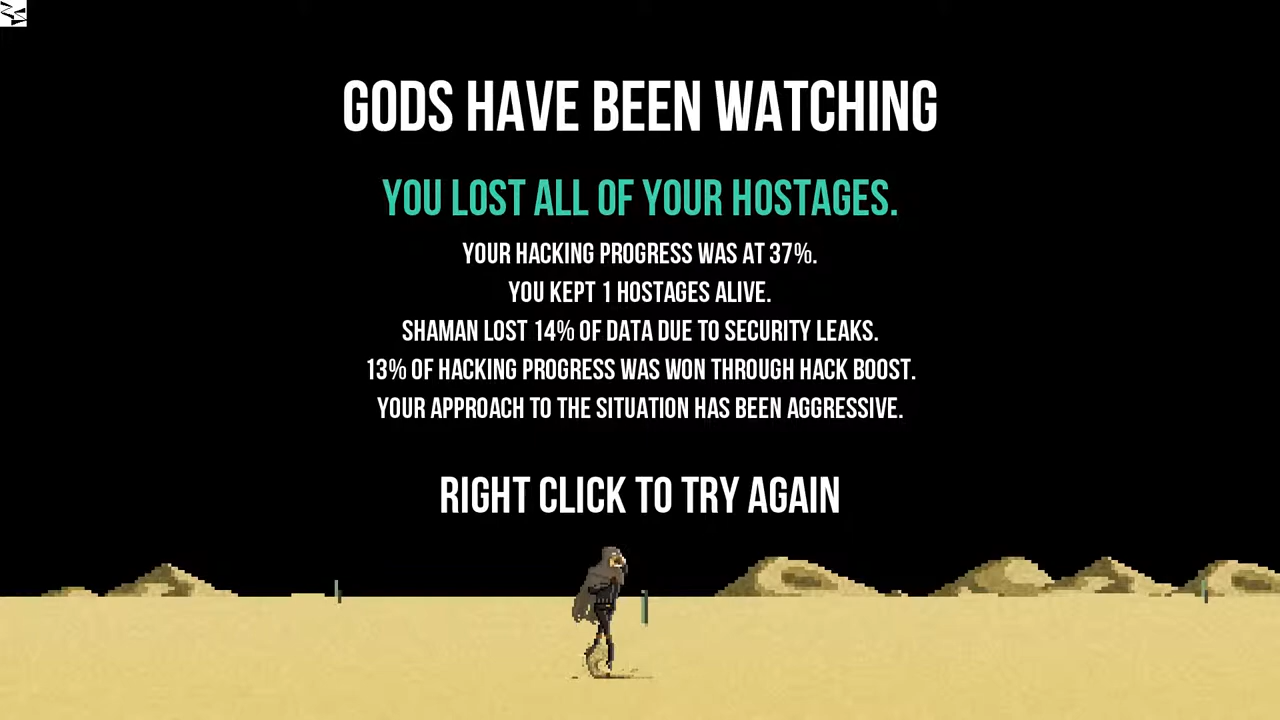 GODS HAVE BEEN WATCHING
YOU LOST ALL OF YOUR HOSTAGES.
YOUR HACKING PROGRESS WAS AT 37%.
YOU KEPT 1 HOSTAGES ALIVE.
SHAMAN LOST 14% OF DATA DUE TO SECURITY LEAKS.
13% OF HACKING PROGRESS WAS WON THROUGH HACK BOOST.
YOUR APPROACH TO THE SITUATION HAS BEEN AGGRESSIVE.
RIGHT CLICK TO TRY AGAIN